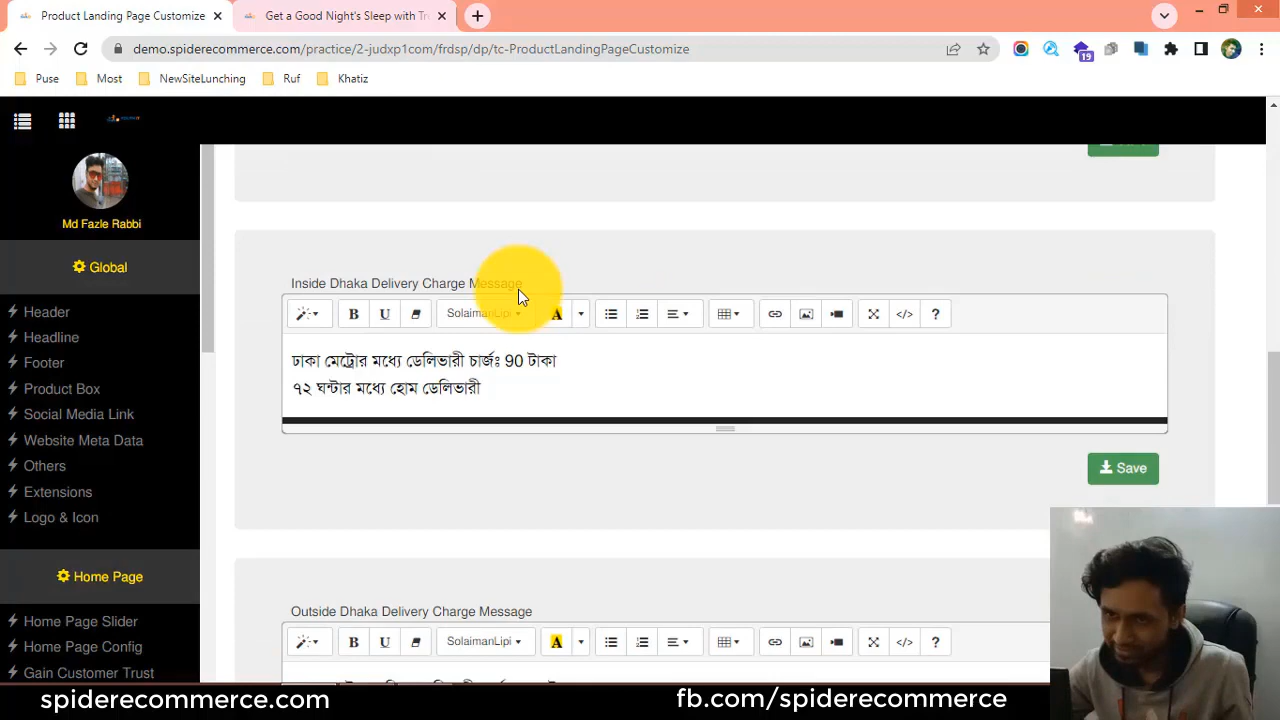 Product Landing Page Customize
Get a Good Night's Sleep with Tr
demo.spiderecommerce.com/practice/2-judxp1com/frdsp/dp/tc-ProductLandingPageCustomize
19
Puse
Most
NewSiteLunching
Ruf
Khatiz
Md Fazle Rabbi
Global
Header
Headline
Footer
Product Box
Social Media Link
Website Meta Data
Others
Extensions
Logo & Icon
Home Page
Home Page Slider
Home Page Config
Gain Customer Trust
Inside Dhaka Delivery Charge Message
B U SolaimanLipi A
ঢাকা মেট্রোর মধ্যে ডেলিভারী চার্জঃ 90 টাকা
৭২ ঘন্টার মধ্যে হোম ডেলিভারী
Save
Outside Dhaka Delivery Charge Message
B U SolaimanLipi A
spiderecommerce.com
fb.com/spiderecommerce